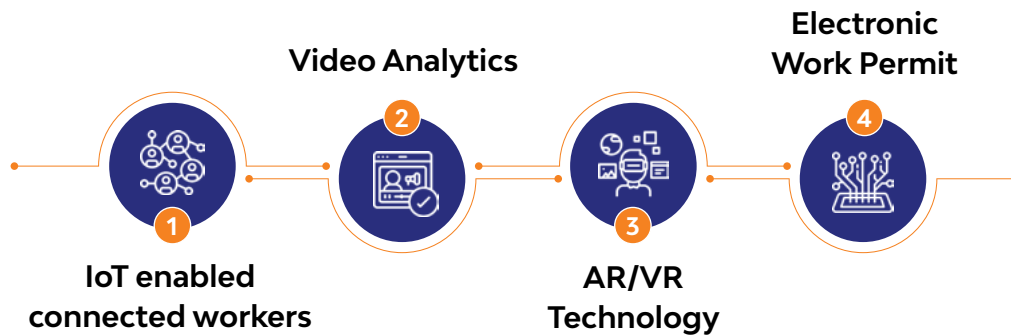 1
IoT enabled
connected workers
Video Analytics
2
3
AR/VR
Technology
Electronic
Work Permit
4